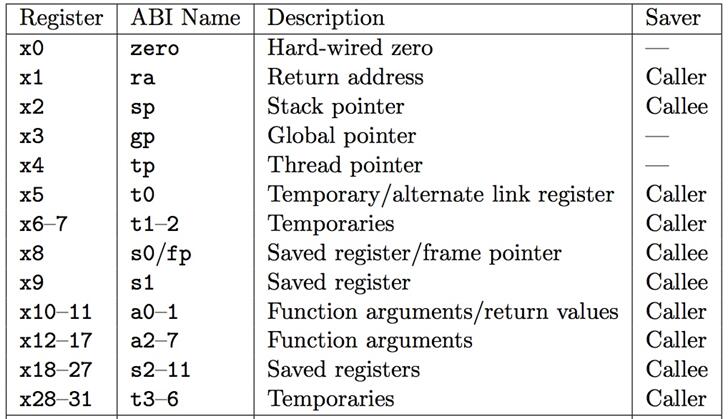 Register ABI Name Description Saver
x0 zero Hard-wired zero —
x1 ra Return address Caller
x2 sp Stack pointer Callee
x3 gp Global pointer —
x4 tp Thread pointer —
x5 t0 Temporary/alternate link register Caller
x6–7 t1–2 Temporaries Caller
x8 s0/fp Saved register/frame pointer Callee
x9 s1 Saved register Callee
x10–11 a0–1 Function arguments/return values Caller
x12–17 a2–7 Function arguments Caller
x18–27 s2–11 Saved registers Callee
x28–31 t3–6 Temporaries Caller